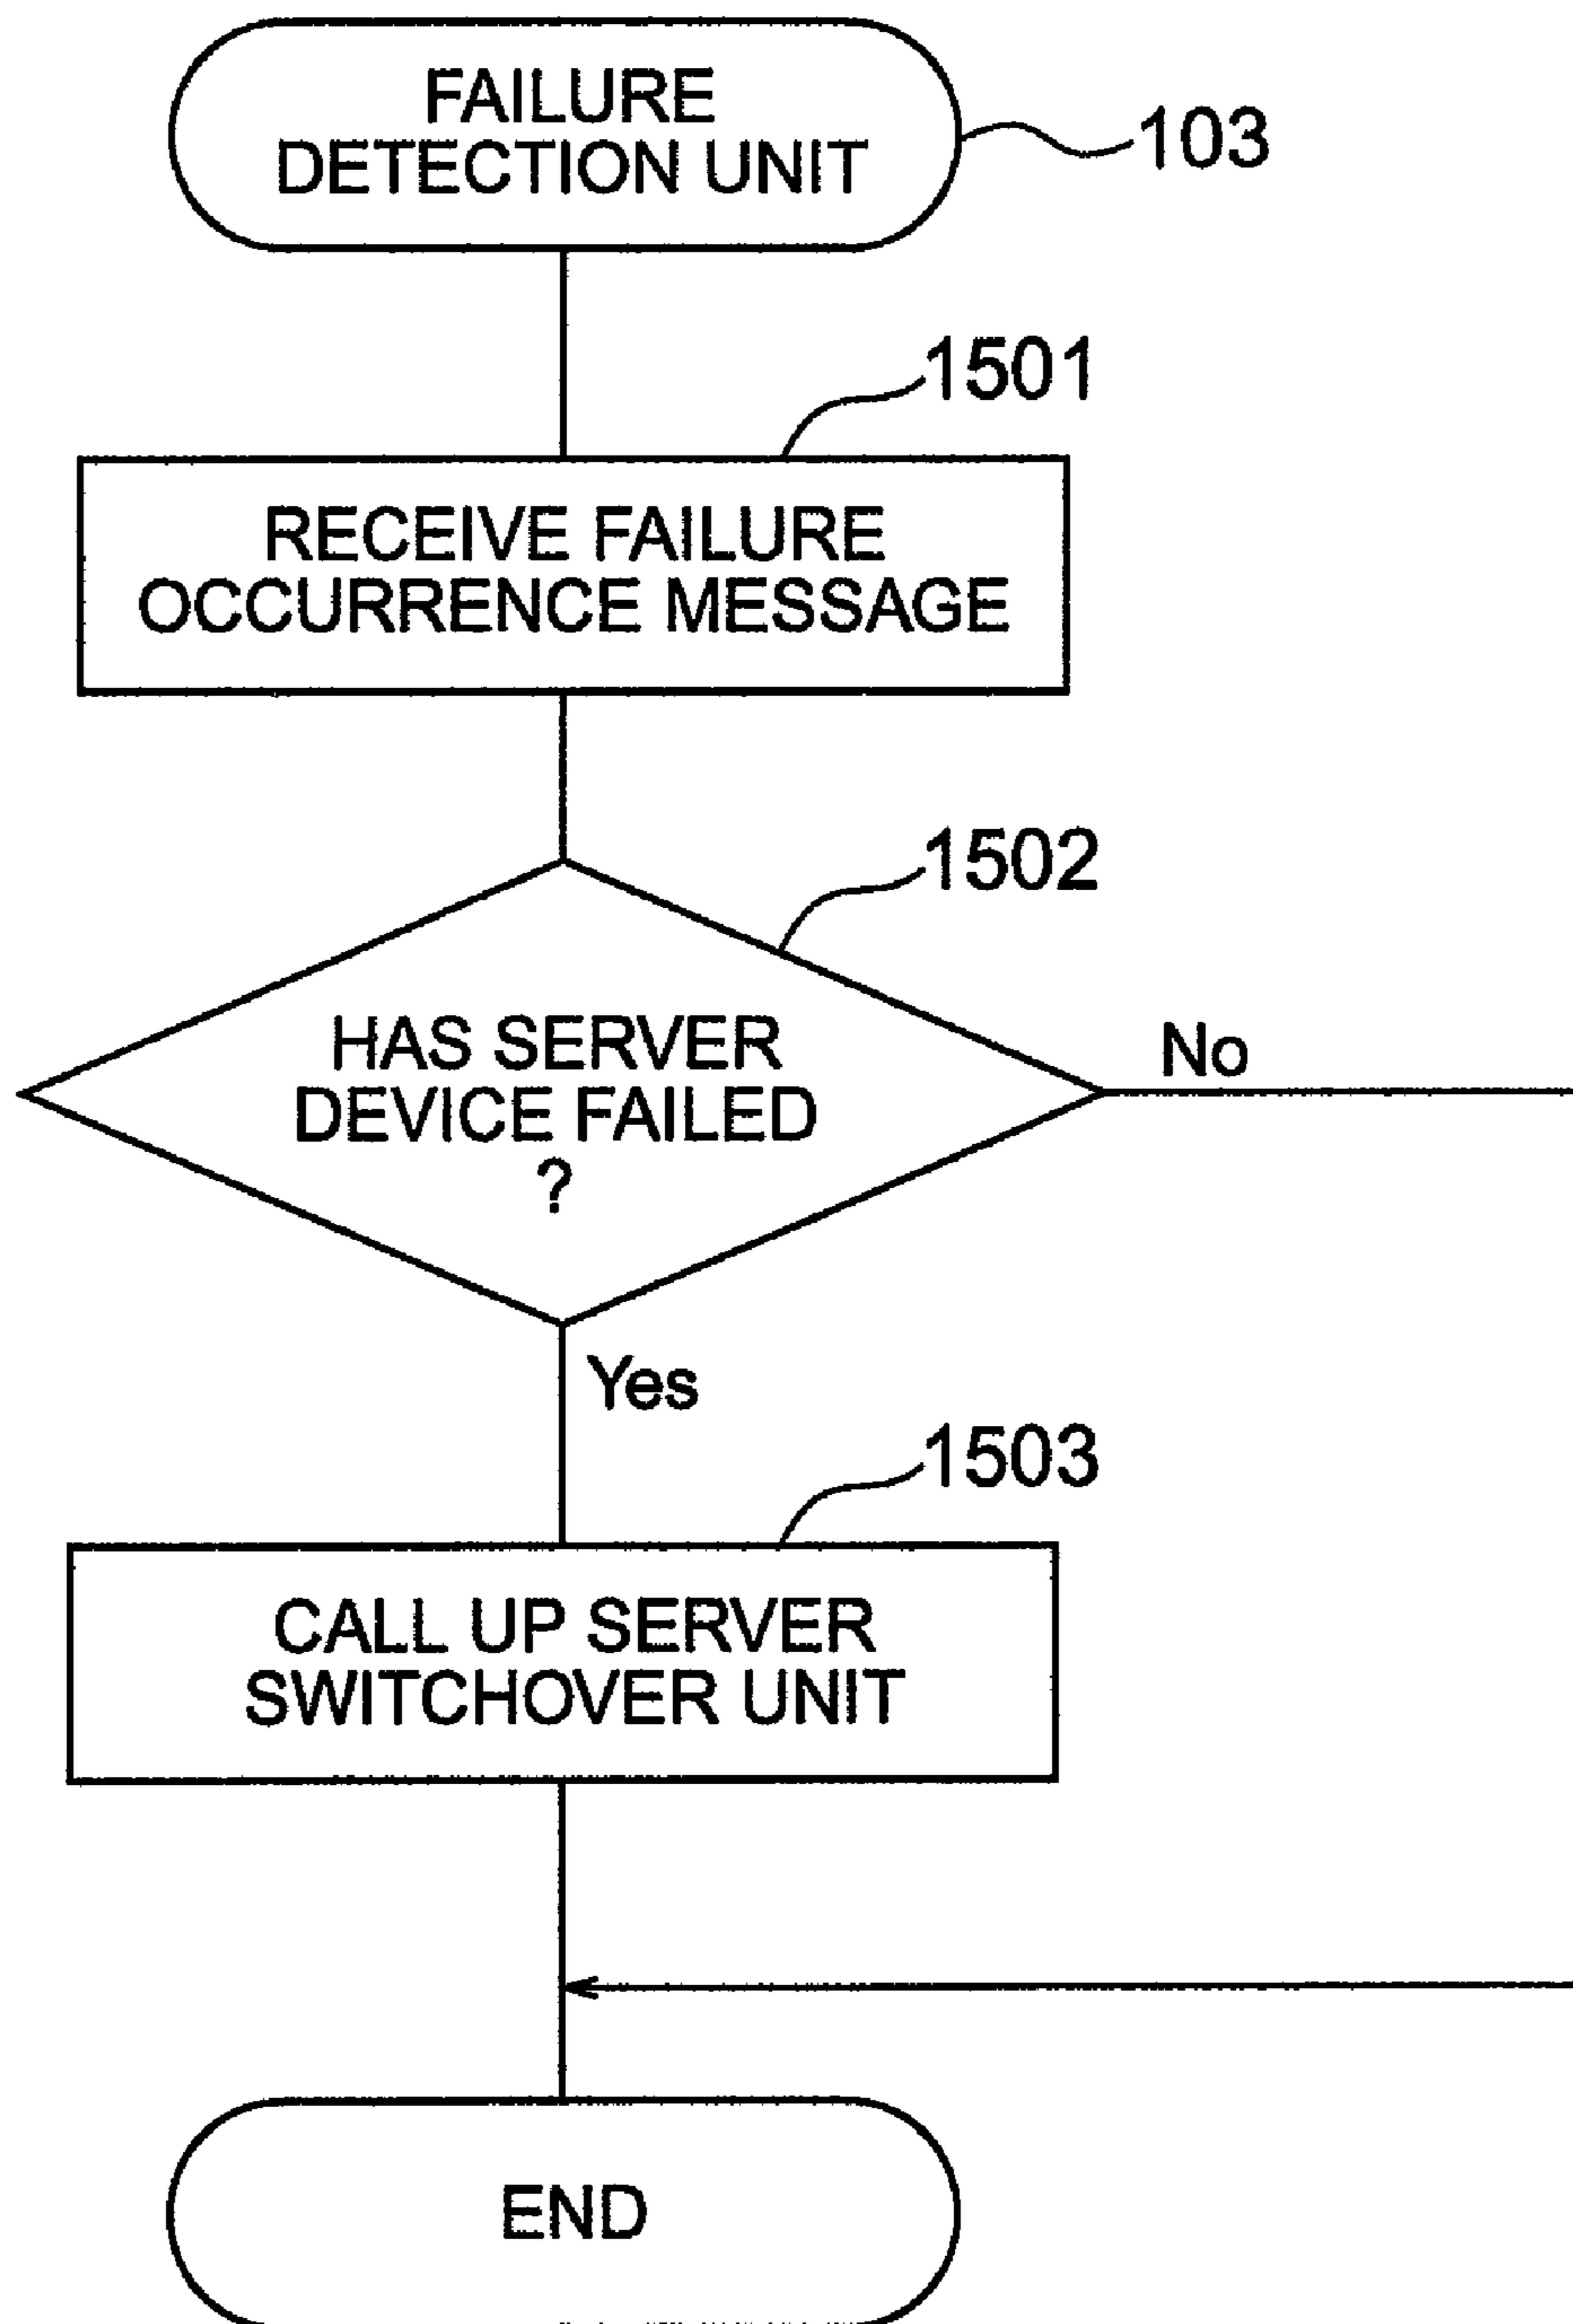 FAILURE
DETECTION UNIT
103
1501
RECEIVE FAILURE
OCCURRENCE MESSAGE
1502
HAS SERVER
DEVICE FAILED
?
No
Yes
1503
CALL UP SERVER
SWITCHOVER UNIT
END